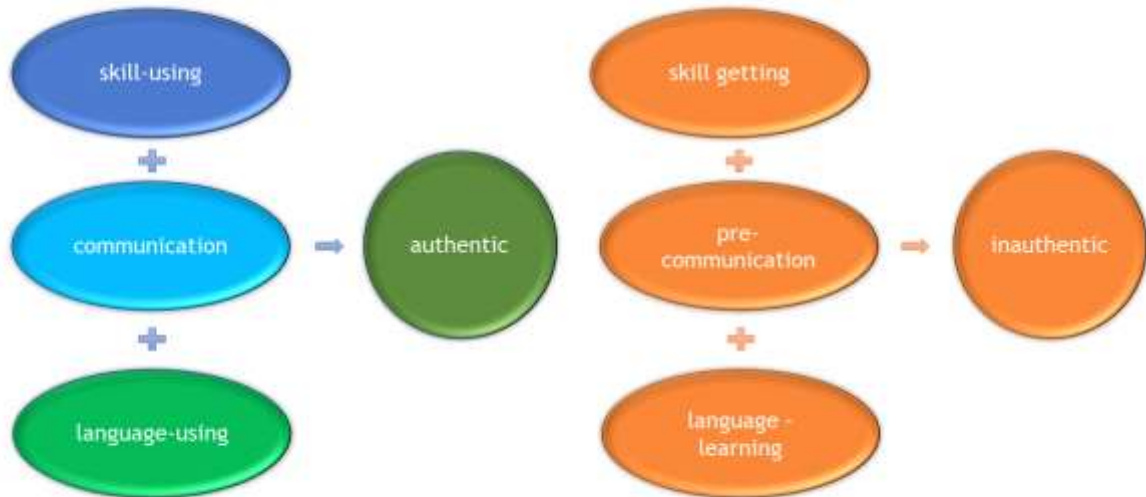 skill-using
communication
language-using
authentic
skill getting
pre-
communication
language -
learning
inauthentic